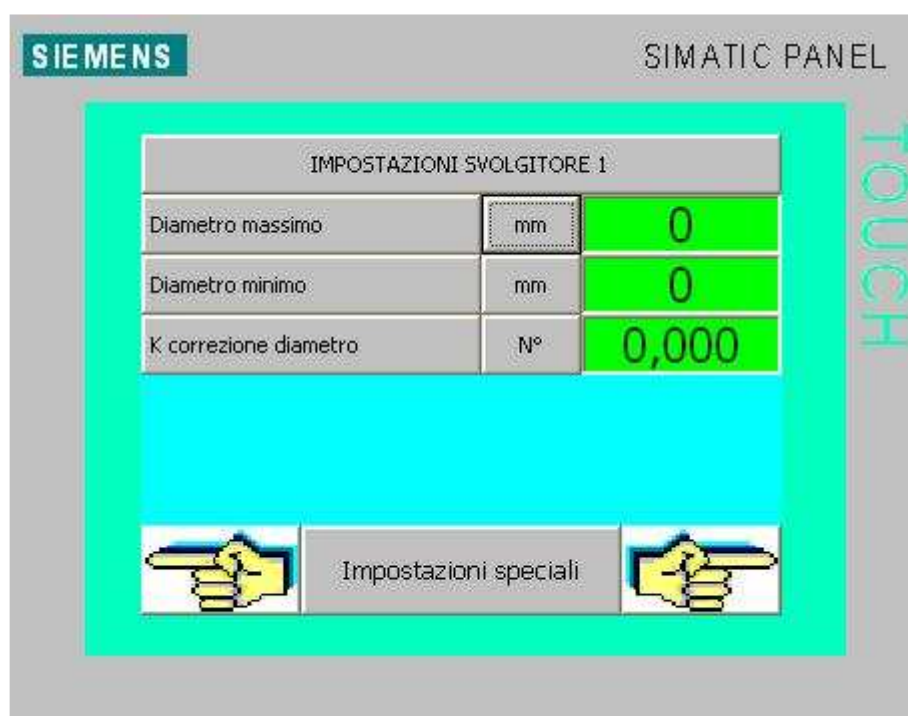 SIEMENS
SIMATIC PANEL
TOUCH
IMPOSTAZIONI SVOLGITORE 1
Diametro massimo mm 0
Diametro minimo mm 0
K correzione diametro N° 0,000
Impostazioni speciali